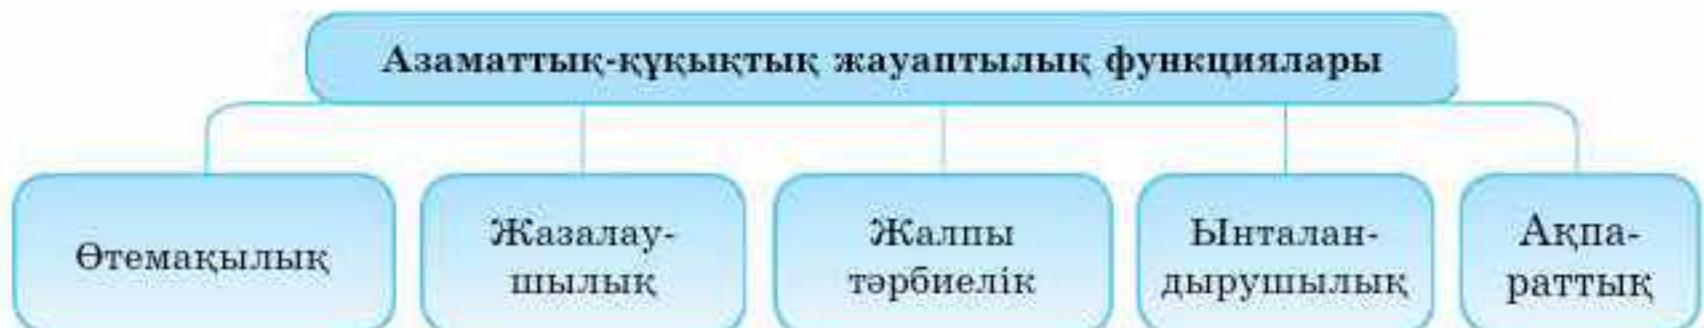 Азаматтық-құқықтық жауаптылық функциялары
Өтемақылық
Жазалау-
шылық
Жалпы
тәрбиелік
Ынталан-
дырушылық
Ақпа-
раттық